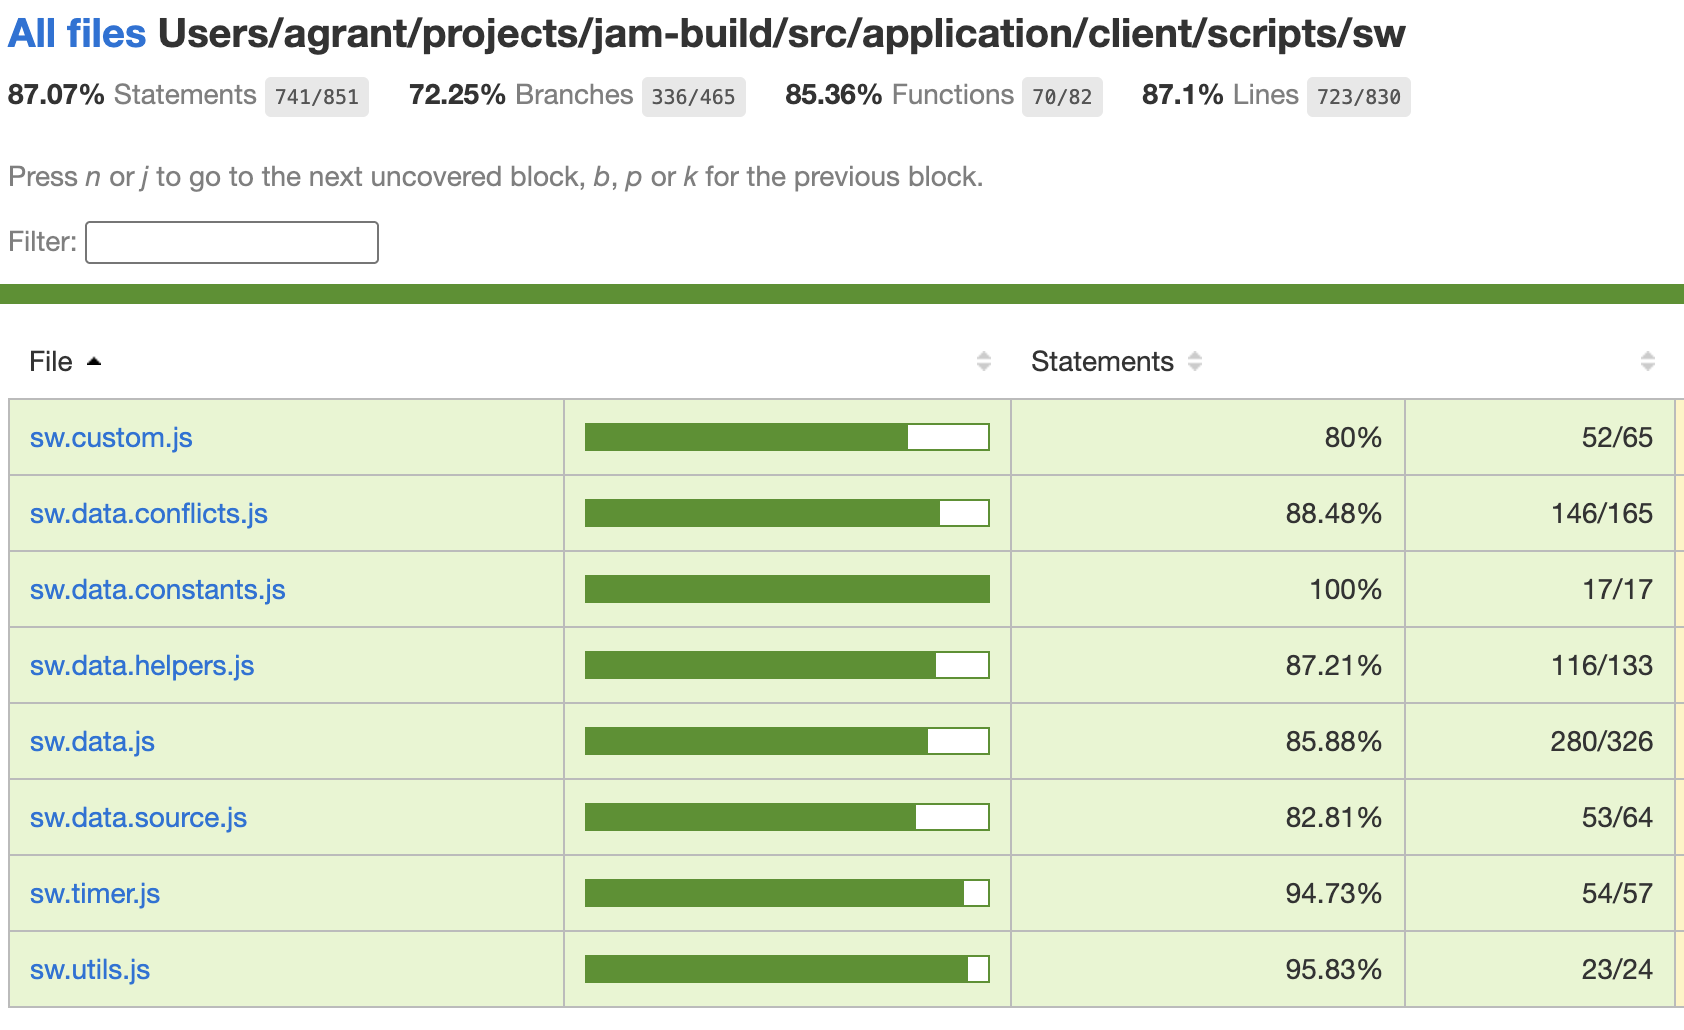 All files Users/agrant/projects/jam-build/src/application/client/scripts/sw
87.07% Statements 741/851 72.25% Branches 336/465 85.36% Functions 70/82 87.1% Lines 723/830
Press n or j to go to the next uncovered block, b, p or k for the previous block.
Filter:
File Statements
sw.custom.js 80% 52/65
sw.data.conflicts.js 88.48% 146/165
sw.data.constants.js 100% 17/17
sw.data.helpers.js 87.21% 116/133
sw.data.js 85.88% 280/326
sw.data.source.js 82.81% 53/64
sw.timer.js 94.73% 54/57
sw.utils.js 95.83% 23/24